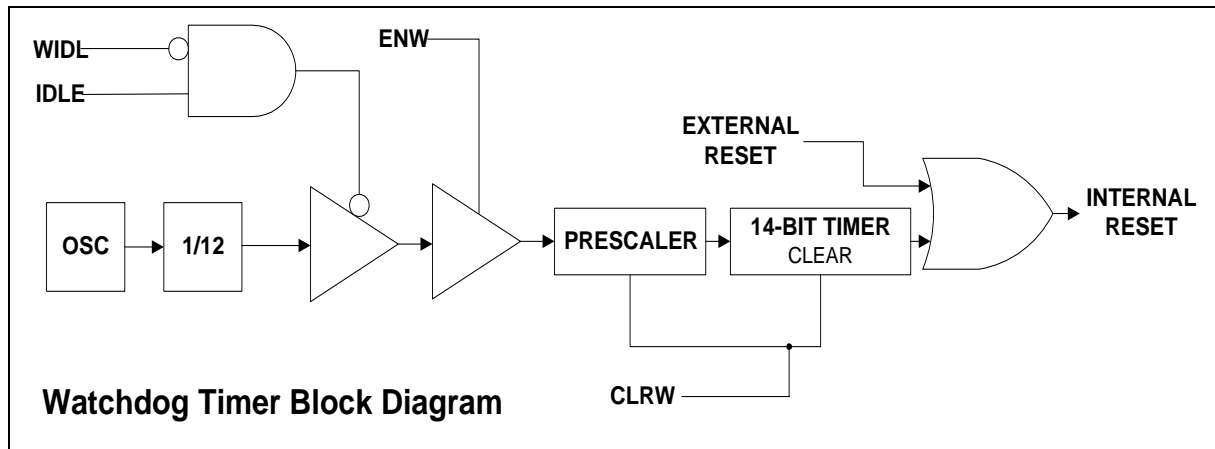 WIDL
IDLE
ENW
EXTERNAL
RESET
OSC
1/12
PRESCALER
14-BIT TIMER
CLEAR
INTERNAL
RESET
CLRW
Watchdog Timer Block Diagram